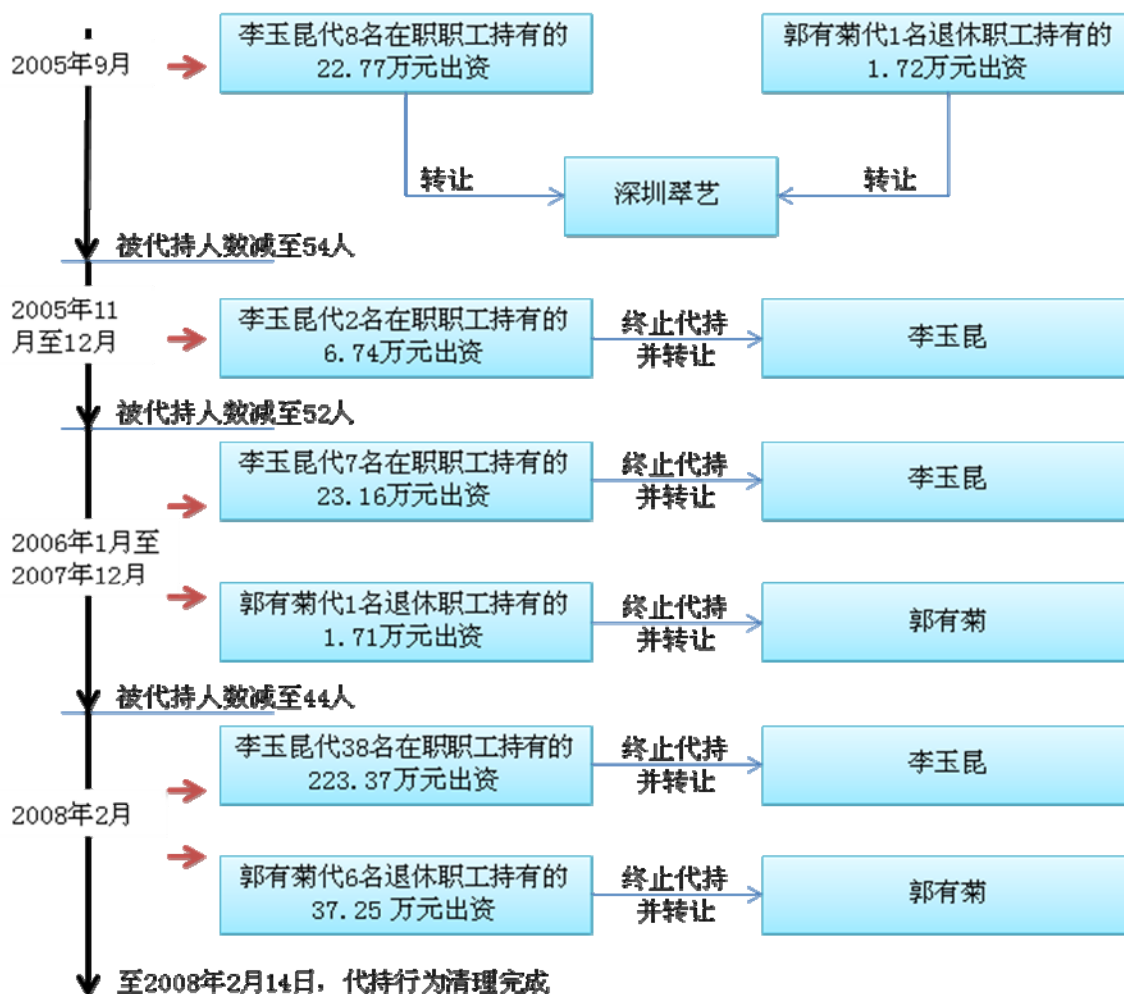 2005年9月
李玉昆代8名在职职工持有的
22.77万元出资
郭有菊代1名退休职工持有的
1.72万元出资
转让
深圳翠艺
转让
被代持人数减至54人
2005年11
月至12月
李玉昆代2名在职职工持有的
6.74万元出资
终止代持
并转让
李玉昆
被代持人数减至52人
2006年1月至
2007年12月
李玉昆代7名在职职工持有的
23.16万元出资
终止代持
并转让
李玉昆
郭有菊代1名退休职工持有的
1.71万元出资
终止代持
并转让
郭有菊
被代持人数减至44人
2008年2月
李玉昆代38名在职职工持有的
223.37万元出资
终止代持
并转让
李玉昆
郭有菊代6名退休职工持有的
37.25 万元出资
终止代持
并转让
郭有菊
至2008年2月14日，代持行为清理完成